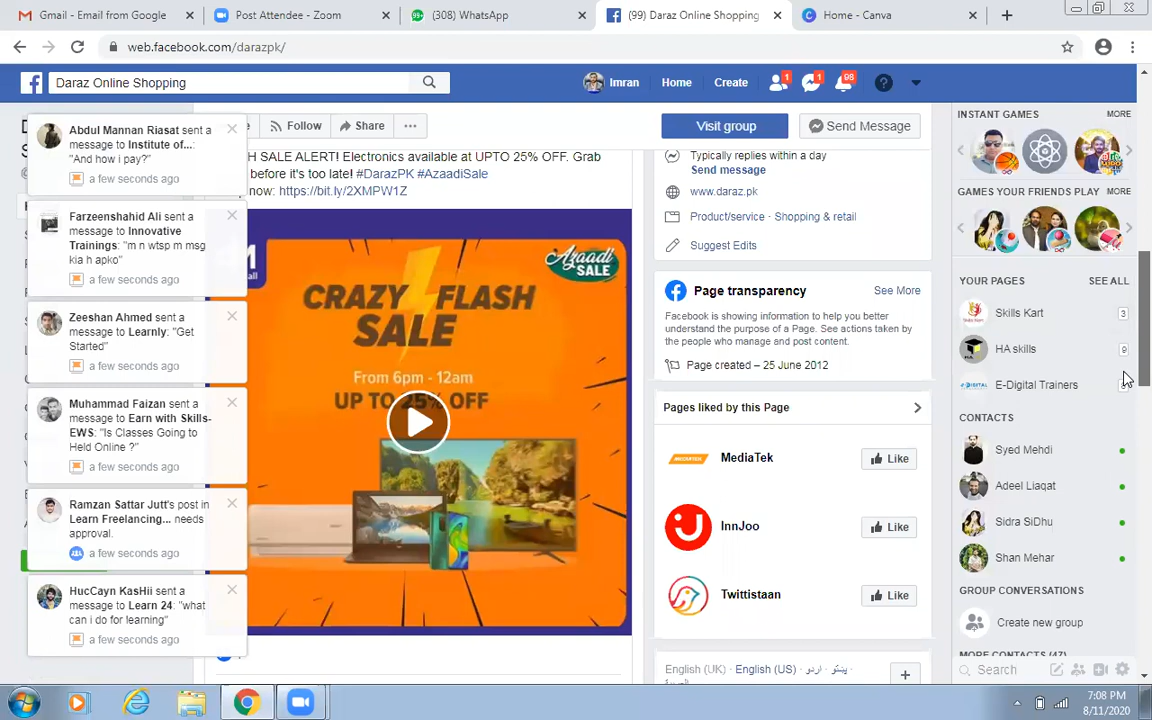 Gmail - Email from Google
Post Attendee - Zoom
(308) WhatsApp
(99) Daraz Online Shopping
Home - Canva
web.facebook.com/darazpk/
Daraz Online Shopping
Imran
Home
Create
1
1
98
Follow
Share
Visit group
Send Message
H SALE ALERT! Electronics available at UPTO 25% OFF. Grab
before it's too late! #DarazPK #AzaadiSale
now: https://bit.ly/2XMPW1Z
Abdul Mannan Riasat sent a
message to Institute of...:
"And how i pay?"
a few seconds ago
Farzeenshahid Ali sent a
message to Innovative
Trainings: "m n wtsp m msg
kia h apko"
a few seconds ago
Zeeshan Ahmed sent a
message to Learnly: "Get
Started"
a few seconds ago
Muhammad Faizan sent a
message to Earn with Skills-
EWS: "Is Classes Going to
Held Online ?"
a few seconds ago
Ramzan Sattar Jutt's post in
Learn Freelancing... needs
approval.
a few seconds ago
HucCayn KasHii sent a
message to Learn 24: "what
can i do for learning"
a few seconds ago
Azaadi
SALE
CRAZY FLASH
SALE
From 6pm - 12am
UP TO 25% OFF
Typically replies within a day
Send message
www.daraz.pk
Product/service · Shopping & retail
Suggest Edits
Page transparency
See More
Facebook is showing information to help you better
understand the purpose of a Page. See actions taken by
the people who manage and post content.
Page created – 25 June 2012
Pages liked by this Page
MediaTek
Like
InnJoo
Like
Twittistaan
Like
English (UK) · English (US) · اردو · پښتو ·
INSTANT GAMES
MORE
GAMES YOUR FRIENDS PLAY
MORE
YOUR PAGES
SEE ALL
Skills Kart
3
HA skills
9
E-Digital Trainers
CONTACTS
Syed Mehdi
Adeel Liaqat
Sidra SiDhu
Shan Mehar
GROUP CONVERSATIONS
Create new group
MORE CONTACTS (47)
Search
7:08 PM
8/11/2020